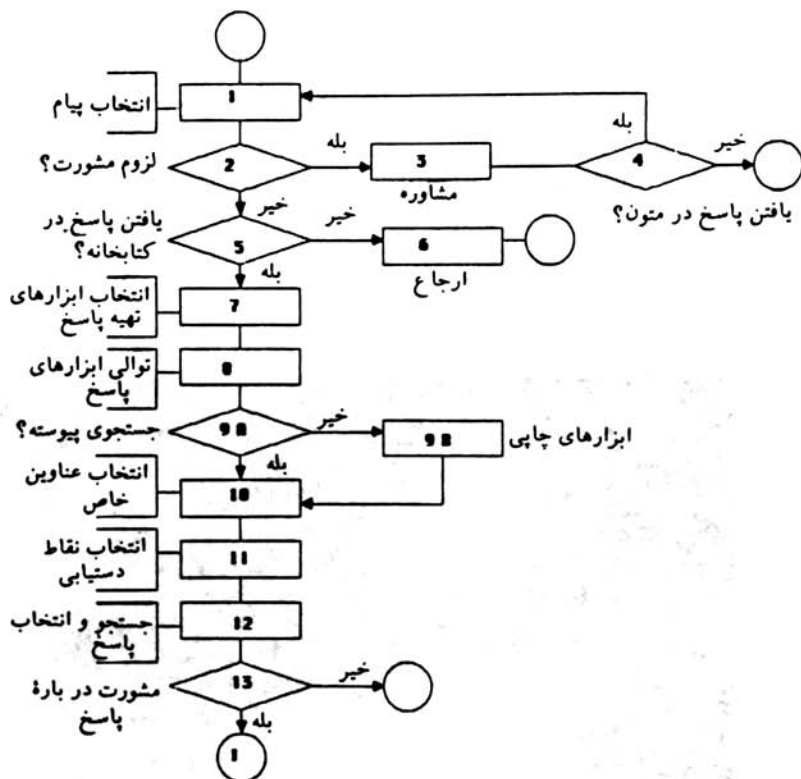 1
انتخاب پیام
بله
خیر
لزوم مشورت؟
2
بله
3
مشاوره
4
یافتن پاسخ در متون؟
خیر
خیر
یافتن پاسخ در
کتابخانه؟
5
6
ارجاع
بله
انتخاب ابزارهای
تهیه پاسخ
7
توالی ابزارهای
پاسخ
8
جستجوی پیوسته؟
9 8
خیر
9 8
ابزارهای چاپی
بله
انتخاب عناوین
خاص
10
انتخاب نقاط
دستیابی
11
جستجو و انتخاب
پاسخ
12
مشورت در بارۀ
پاسخ
13
خیر
بله
1